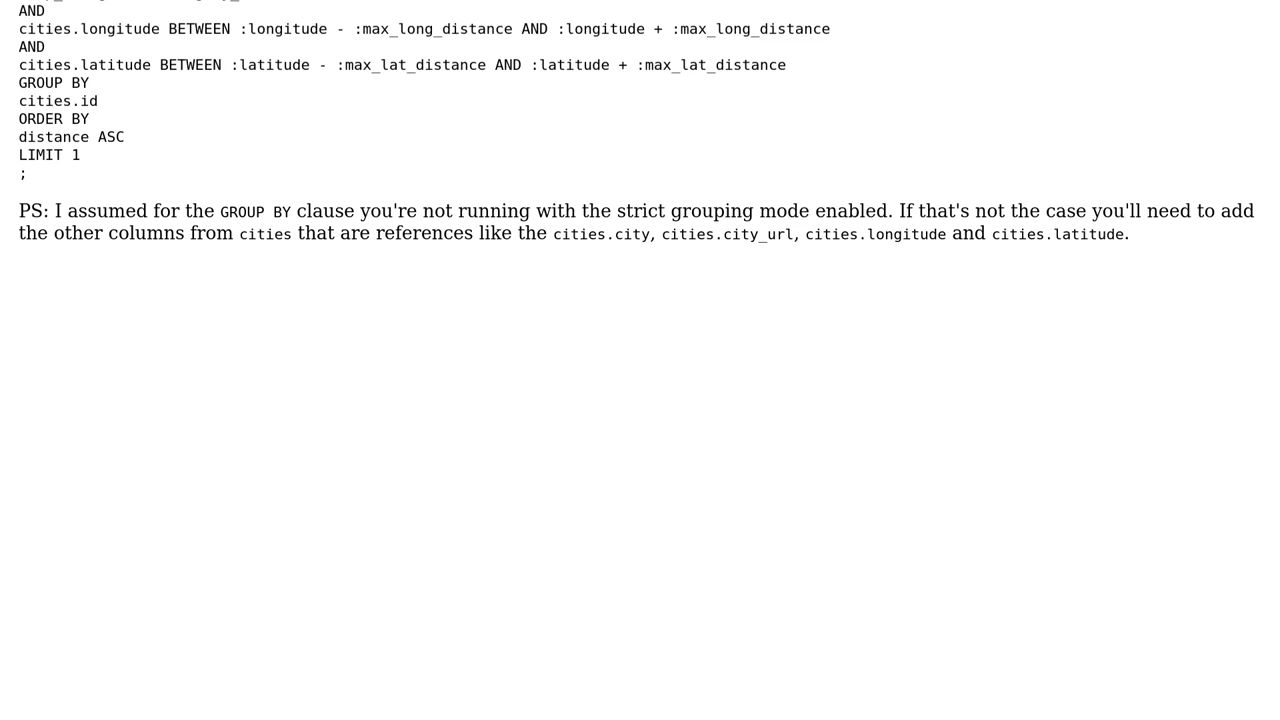 AND
cities.longitude BETWEEN :longitude - :max_long_distance AND :longitude + :max_long_distance
AND
cities.latitude BETWEEN :latitude - :max_lat_distance AND :latitude + :max_lat_distance
GROUP BY
cities.id
ORDER BY
distance ASC
LIMIT 1
;
PS: I assumed for the GROUP BY clause you're not running with the strict grouping mode enabled. If that's not the case you'll need to add
the other columns from cities that are references like the cities.city, cities.city_url, cities.longitude and cities.latitude.